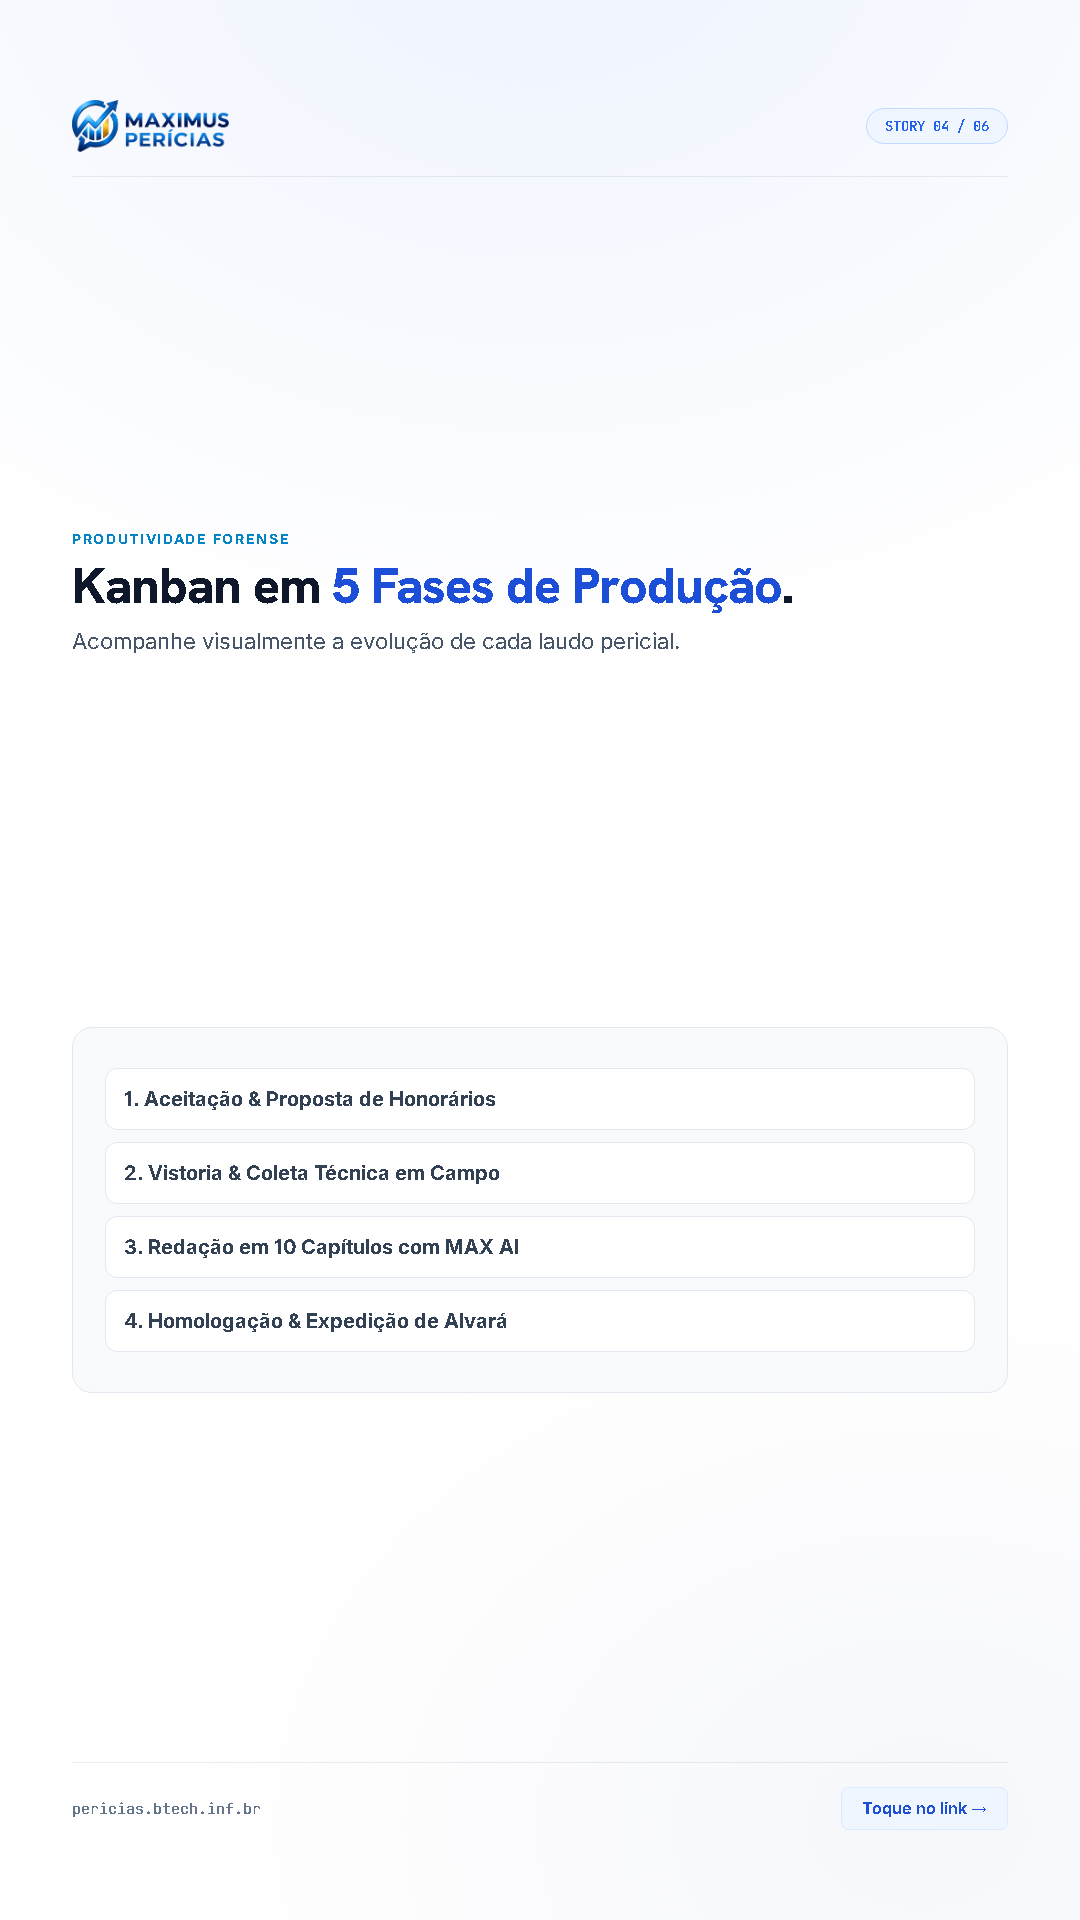 MAXIMUS
PERÍCIAS
STORY 04 / 06
PRODUTIVIDADE FORENSE
Kanban em 5 Fases de Produção.
Acompanhe visualmente a evolução de cada laudo pericial.
1. Aceitação & Proposta de Honorários
2. Vistoria & Coleta Técnica em Campo
3. Redação em 10 Capítulos com MAX AI
4. Homologação & Expedição de Alvará
pericias.btech.inf.br
Toque no link →